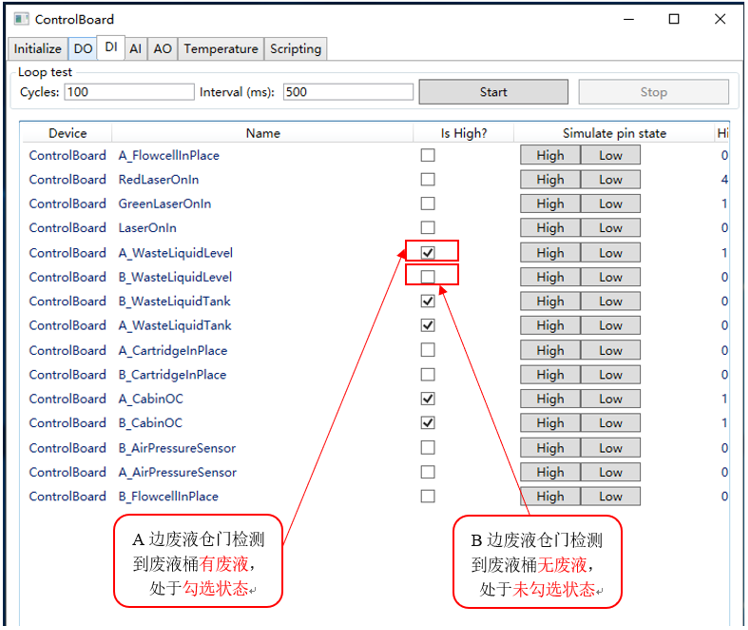 ControlBoard
Initialize DO DI AI AO Temperature Scripting
Loop test
Cycles: 100 Interval (ms): 500 Start Stop
Device Name Is High? Simulate pin state Hi
ControlBoard A_FlowcellInPlace High Low 0
ControlBoard RedLaserOnIn High Low 4
ControlBoard GreenLaserOnIn High Low 1
ControlBoard LaserOnIn High Low 0
ControlBoard A_WasteLiquidLevel High Low 1
ControlBoard B_WasteLiquidLevel High Low 0
ControlBoard B_WasteLiquidTank High Low 0
ControlBoard A_WasteLiquidTank High Low 0
ControlBoard A_CartridgeInPlace High Low 0
ControlBoard B_CartridgeInPlace High Low 0
ControlBoard A_CabinOC High Low 1
ControlBoard B_CabinOC High Low 1
ControlBoard B_AirPressureSensor High Low 0
ControlBoard A_AirPressureSensor High Low 0
ControlBoard B_FlowcellInPlace High Low 0
A 边废液仓门检测
到废液桶有废液,
处于勾选状态
B 边废液仓门检测
到废液桶无废液,
处于未勾选状态